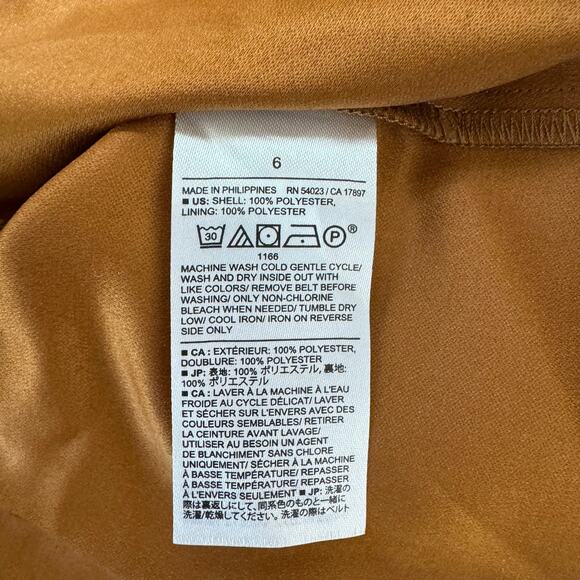 6
MADE IN PHILIPPINES RN 54023 / CA 17897
■ US: SHELL: 100% POLYESTER,
LINING: 100% POLYESTER
30 P ®
1166
MACHINE WASH COLD GENTLE CYCLE/
WASH AND DRY INSIDE OUT WITH
LIKE COLORS/ REMOVE BELT BEFORE
WASHING/ ONLY NON-CHLORINE
BLEACH WHEN NEEDED/ TUMBLE DRY
LOW/ COOL IRON/ IRON ON REVERSE
SIDE ONLY
■ CA : EXTÉRIEUR: 100% POLYESTER,
DOUBLURE: 100% POLYESTER
■ JP: 表地: 100% ポリエステル, 裏地:
100% ポリエステル
■ CA : LAVER À LA MACHINE À L'EAU
FROIDE AU CYCLE DÉLICAT/ LAVER
ET SÉCHER SUR L'ENVERS AVEC DES
COULEURS SEMBLABLES/ RETIRER
LA CEINTURE AVANT LAVAGE/
UTILISER AU BESOIN UN AGENT
DE BLANCHIMENT SANS CHLORE
UNIQUEMENT/ SÉCHER À LA MACHINE
À BASSE TEMPÉRATURE/ REPASSER
À BASSE TEMPÉRATURE/ REPASSER
À L'ENVERS SEULEMENT ■ JP: 洗濯の
際は裏返しにして、同系色のものと一緒に
洗濯/乾燥してください/ 洗濯の際はベルト